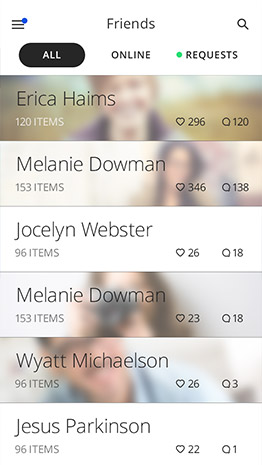 Friends
ALL ONLINE REQUESTS
Erica Haims
120 ITEMS 296 120
Melanie Dowman
153 ITEMS 346 138
Jocelyn Webster
96 ITEMS 26 18
Melanie Dowman
153 ITEMS 23 18
Wyatt Michaelson
96 ITEMS 26 3
Jesus Parkinson
96 ITEMS 22 1